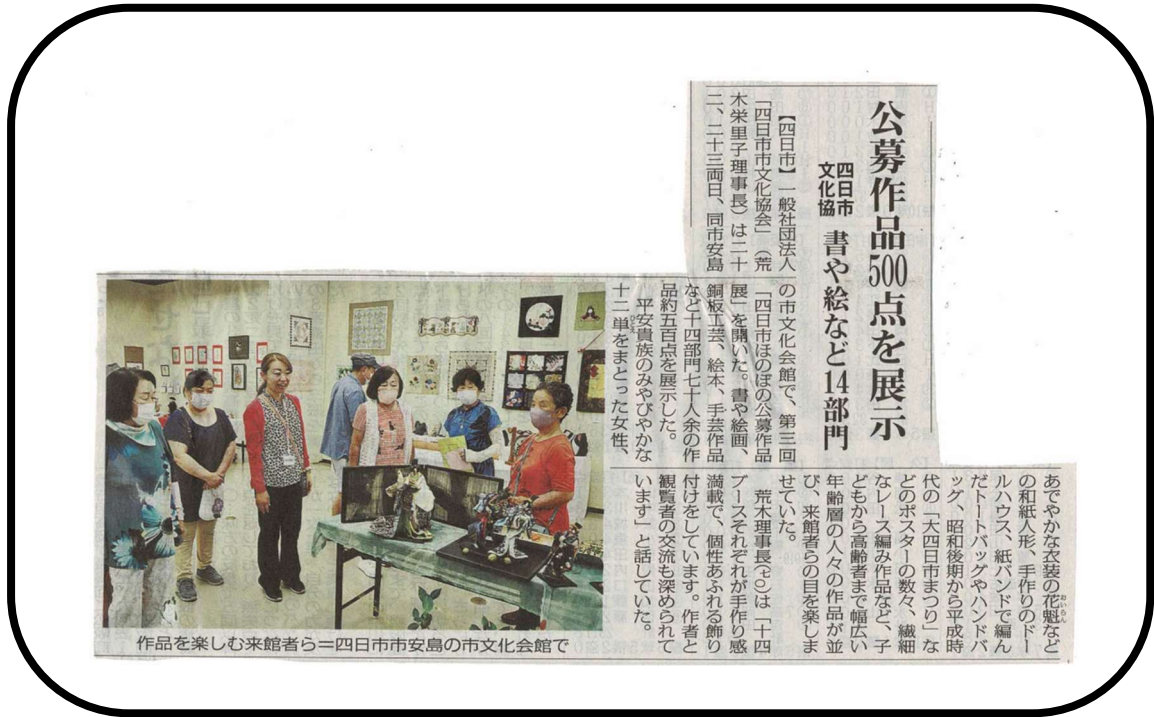 公募作品500点を展示
四日市
文化協
書や絵など14部門
【四日市】一般社団法人
「四日市市文化協会」（荒
木栄里子理事長）は二十
二、二十三両日、同市安島
の市文化会館で、第三回
「四日市ほのぼの公募作品
展」を開いた。書や絵画、
銅板工芸、絵本、手芸作品
など十四部門七十人余の作
品約五百点を展示した。
平安貴族のみやびやかな
十二単をまとった女性、
ひとえ
あでやかな衣装の花魁など
おいらん
の和紙人形、手作りのドー
ルハウス、紙バンドで編ん
だトートバッグやハンドバ
ッグ、昭和後期から平成時
代の「大四日市まつり」な
どのポスターの数々、繊細
なレース編み作品など、子
どもから高齢者まで幅広い
年齢層の人々の作品が並
び、来館者らの目を楽しま
せていた。
荒木理事長(70)は「十四
ブースそれぞれが手作り感
満載で、個性あふれる飾り
付けをしています。作者と
観覧者の交流も深められて
います」と話していた。
作品を楽しむ来館者ら＝四日市市安島の市文化会館で